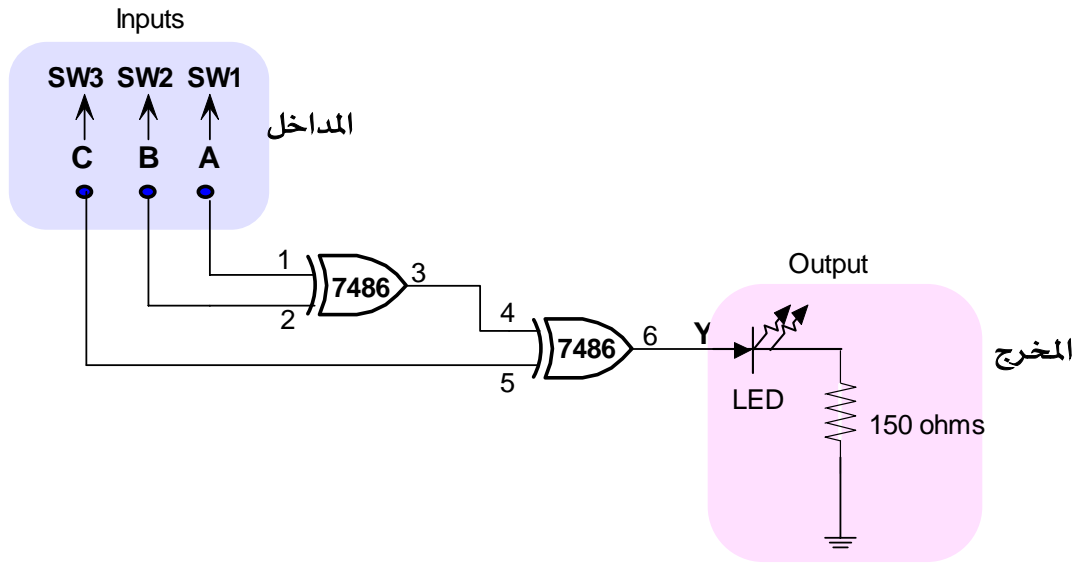 Inputs
SW3 SW2 SW1
المداخل
C B A
1
7486
3
2
Output
4
7486
6
Y
المخرج
5
LED
150 ohms